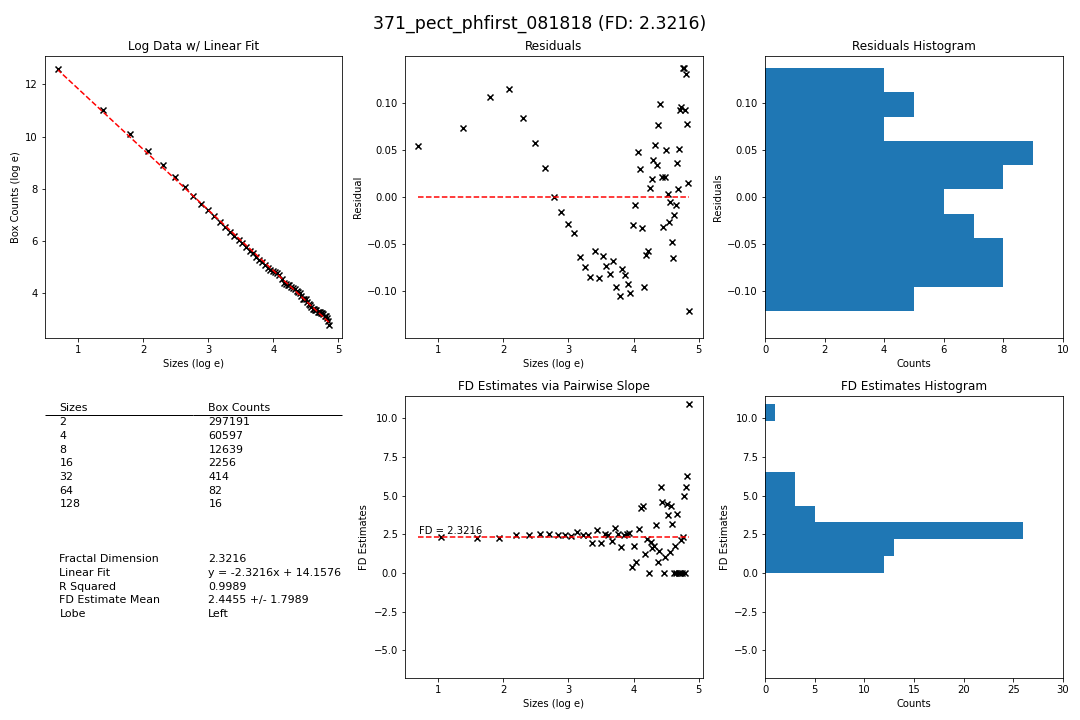 371_pect_phfirst_081818 (FD: 2.3216)
Log Data w/ Linear Fit
Box Counts (log e)
12
10
8
6
4
1 2 3 4 5
Sizes (log e)
Residuals
Residual
0.10
0.05
0.00
−0.05
−0.10
1 2 3 4 5
Sizes (log e)
Residuals Histogram
Residuals
0.10
0.05
0.00
−0.05
−0.10
0 2 4 6 8 10
Counts
Sizes Box Counts
2 297191
4 60597
8 12639
16 2256
32 414
64 82
128 16
Fractal Dimension 2.3216
Linear Fit y = -2.3216x + 14.1576
R Squared 0.9989
FD Estimate Mean 2.4455 +/- 1.7989
Lobe Left
FD Estimates via Pairwise Slope
FD Estimates
10.0
7.5
5.0
2.5
0.0
−2.5
−5.0
FD = 2.3216
1 2 3 4 5
Sizes (log e)
FD Estimates Histogram
FD Estimates
10.0
7.5
5.0
2.5
0.0
−2.5
−5.0
0 5 10 15 20 25 30
Counts